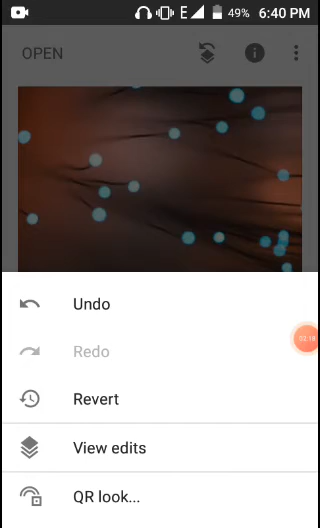 E 49% 6:40 PM
OPEN
Undo
Redo
Revert
View edits
QR look...